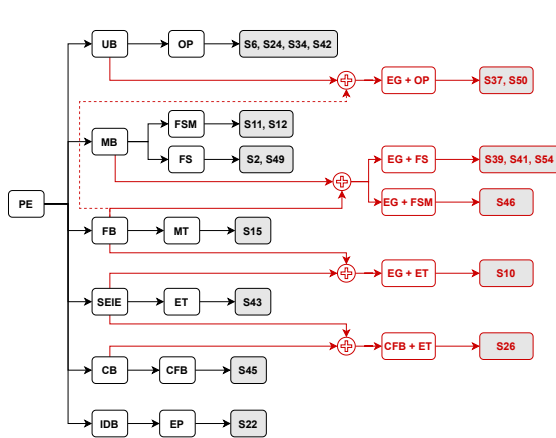 UB
OP
S6, S24, S34, S42
EG + OP
S37, S50
MB
FSM
S11, S12
FS
S2, S49
EG + FS
S39, S41, S54
EG + FSM
S46
PE
FB
MT
S15
EG + ET
S10
SEIE
ET
S43
CFB + ET
S26
CB
CFB
S45
IDB
EP
S22